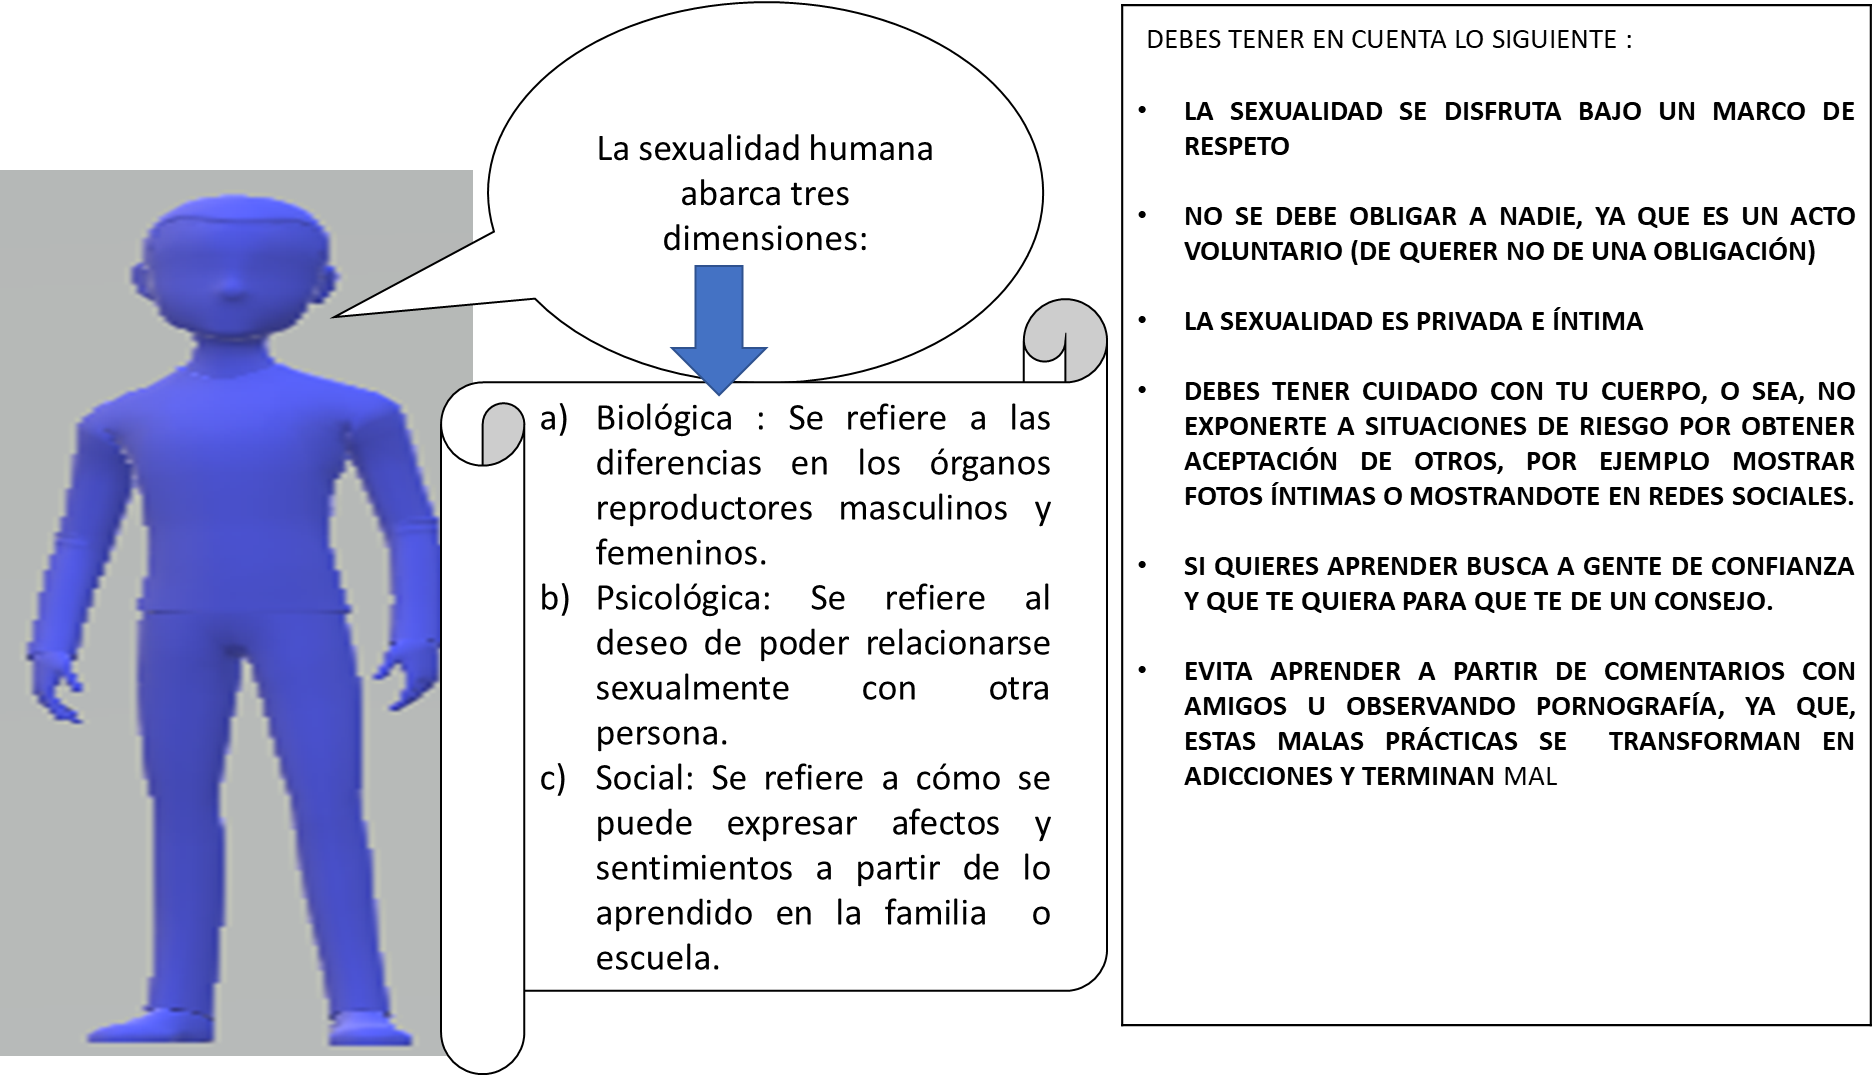 La sexualidad humana
abarca tres
dimensiones:
a) Biológica : Se refiere a las
diferencias en los órganos
reproductores masculinos y
femeninos.
b) Psicológica: Se refiere al
deseo de poder relacionarse
sexualmente con otra
persona.
c) Social: Se refiere a cómo se
puede expresar afectos y
sentimientos a partir de lo
aprendido en la familia o
escuela.
DEBES TENER EN CUENTA LO SIGUIENTE :
• LA SEXUALIDAD SE DISFRUTA BAJO UN MARCO DE
RESPETO
• NO SE DEBE OBLIGAR A NADIE, YA QUE ES UN ACTO
VOLUNTARIO (DE QUERER NO DE UNA OBLIGACIÓN)
• LA SEXUALIDAD ES PRIVADA E ÍNTIMA
• DEBES TENER CUIDADO CON TU CUERPO, O SEA, NO
EXPONERTE A SITUACIONES DE RIESGO POR OBTENER
ACEPTACIÓN DE OTROS, POR EJEMPLO MOSTRAR
FOTOS ÍNTIMAS O MOSTRANDOTE EN REDES SOCIALES.
• SI QUIERES APRENDER BUSCA A GENTE DE CONFIANZA
Y QUE TE QUIERA PARA QUE TE DE UN CONSEJO.
• EVITA APRENDER A PARTIR DE COMENTARIOS CON
AMIGOS U OBSERVANDO PORNOGRAFÍA, YA QUE,
ESTAS MALAS PRÁCTICAS SE TRANSFORMAN EN
ADICCIONES Y TERMINAN MAL